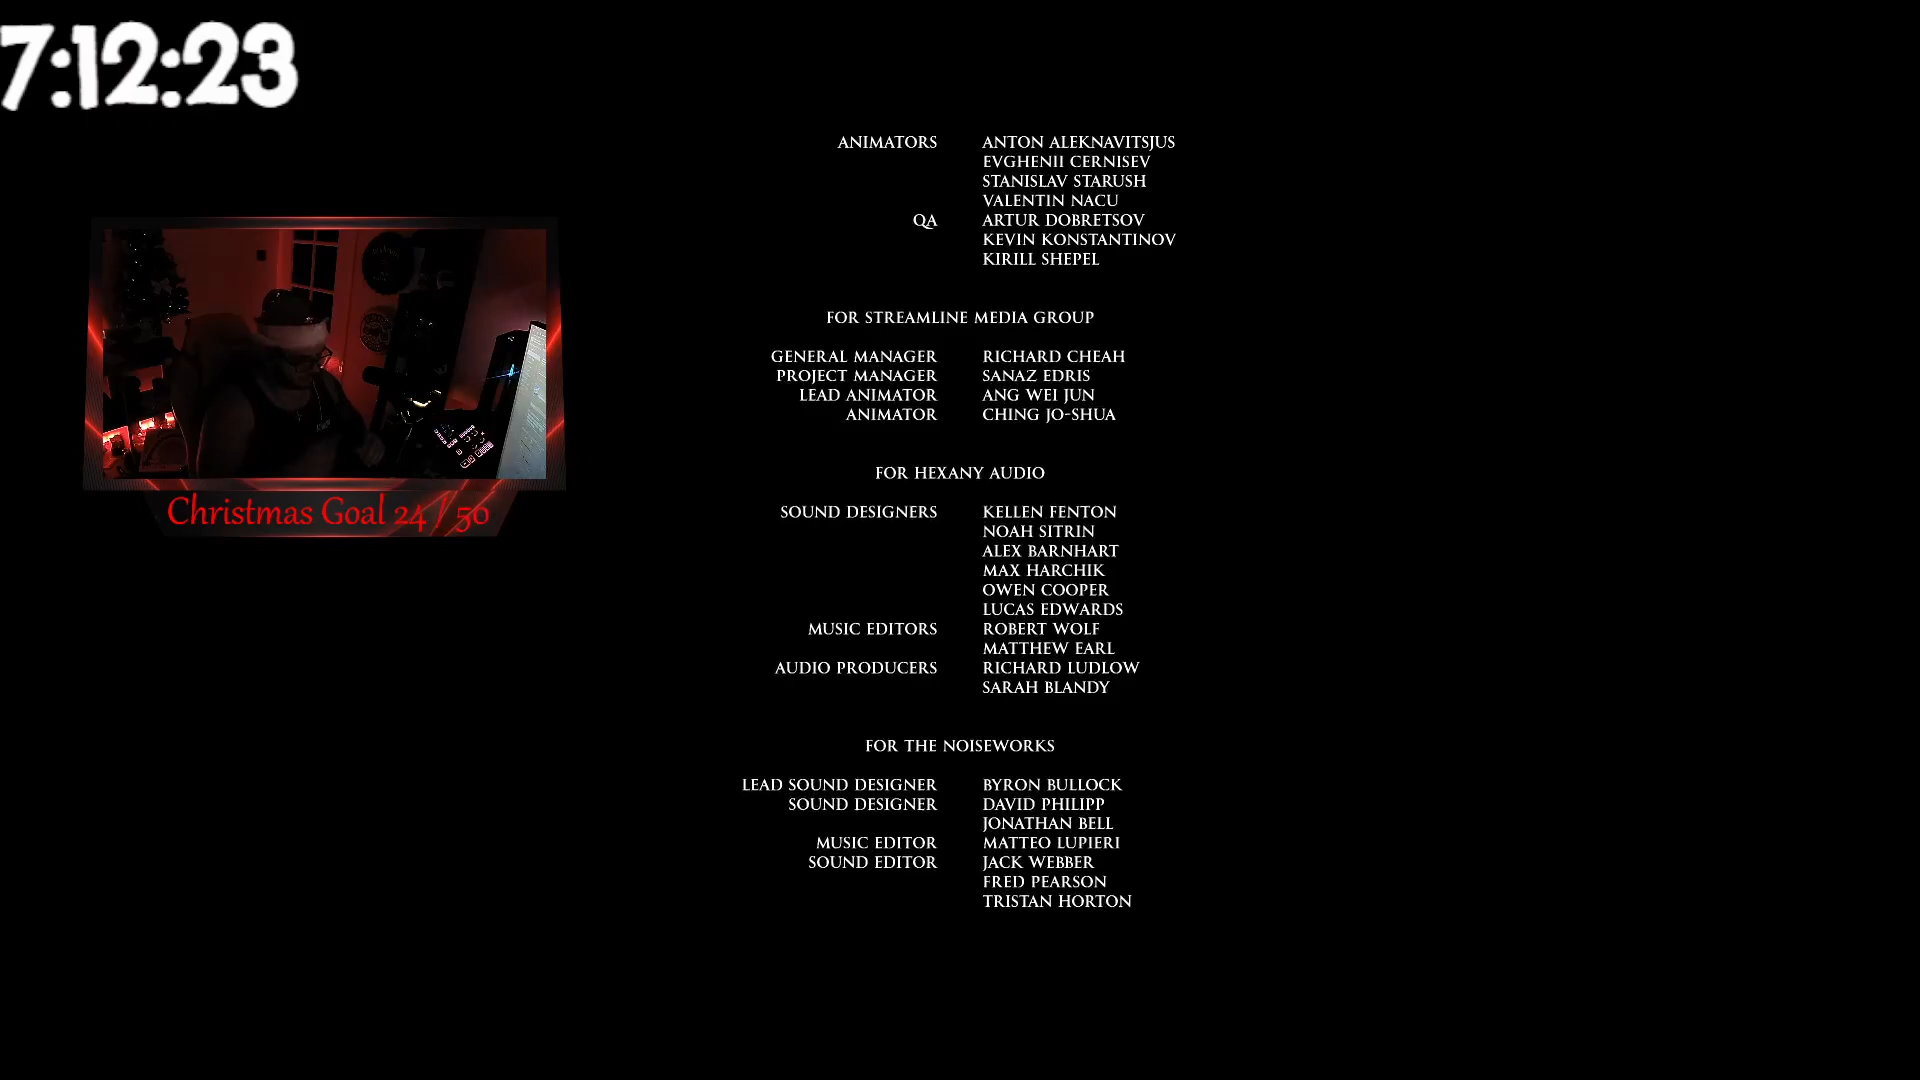 7:12:23
ANIMATORS ANTON ALEKNAVITSJUS
EVGHENII CERNISEV
STANISLAV STARUSH
VALENTIN NACU
QA ARTUR DOBRETSOV
KEVIN KONSTANTINOV
KIRILL SHEPEL
FOR STREAMLINE MEDIA GROUP
GENERAL MANAGER RICHARD CHEAH
PROJECT MANAGER SANAZ EDRIS
LEAD ANIMATOR ANG WEI JUN
ANIMATOR CHING JO-SHUA
FOR HEXANY AUDIO
SOUND DESIGNERS KELLEN FENTON
NOAH SITRIN
ALEX BARNHART
MAX HARCHIK
OWEN COOPER
LUCAS EDWARDS
MUSIC EDITORS ROBERT WOLF
MATTHEW EARL
AUDIO PRODUCERS RICHARD LUDLOW
SARAH BLANDY
FOR THE NOISEWORKS
LEAD SOUND DESIGNER BYRON BULLOCK
SOUND DESIGNER DAVID PHILIPP
JONATHAN BELL
MUSIC EDITOR MATTEO LUPIERI
SOUND EDITOR JACK WEBBER
FRED PEARSON
TRISTAN HORTON
Christmas Goal 24 / 50